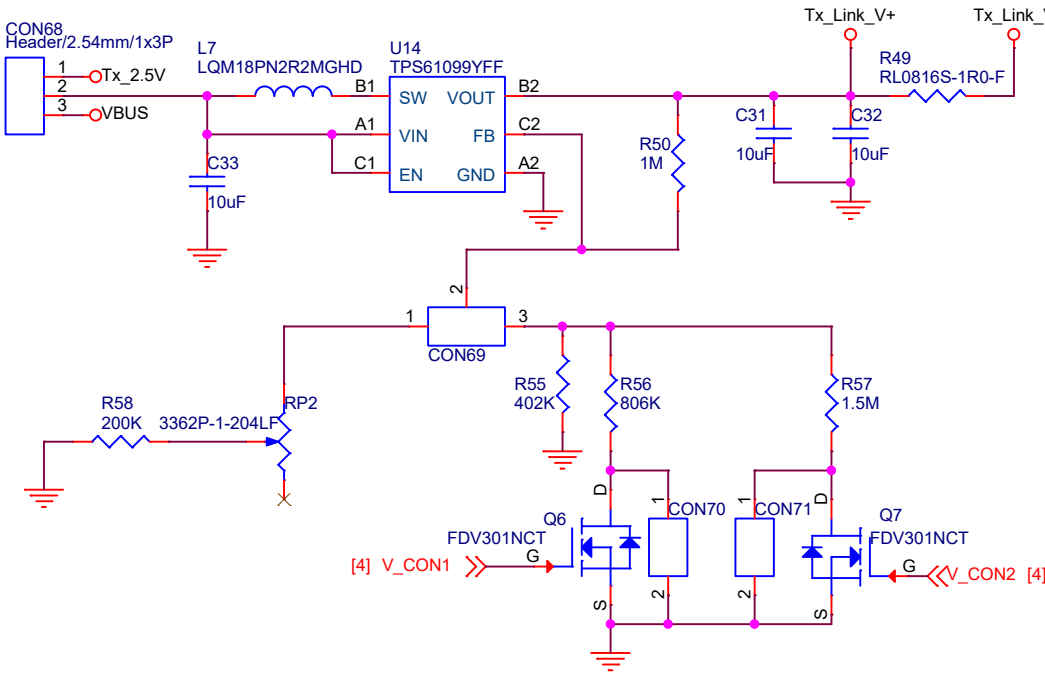 Tx_Link_V+
Tx_Link_V
CON68
Header/2.54mm/1x3P
1
Tx_2.5V
2
3
VBUS
L7
LQM18PN2R2MGHD
U14
TPS61099YFF
B1
SW
VOUT
B2
A1
VIN
FB
C2
C1
EN
GND
A2
C33
10uF
R50
1M
C31
10uF
C32
10uF
R49
RL0816S-1R0-F
2
1
3
CON69
R58
200K
3362P-1-204LF
RP2
R55
402K
R56
806K
R57
1.5M
D
1
CON70
1
CON71
D
Q6
FDV301NCT
Q7
FDV301NCT
[4] V_CON1
G
G
V_CON2 [4]
S
2
2
S